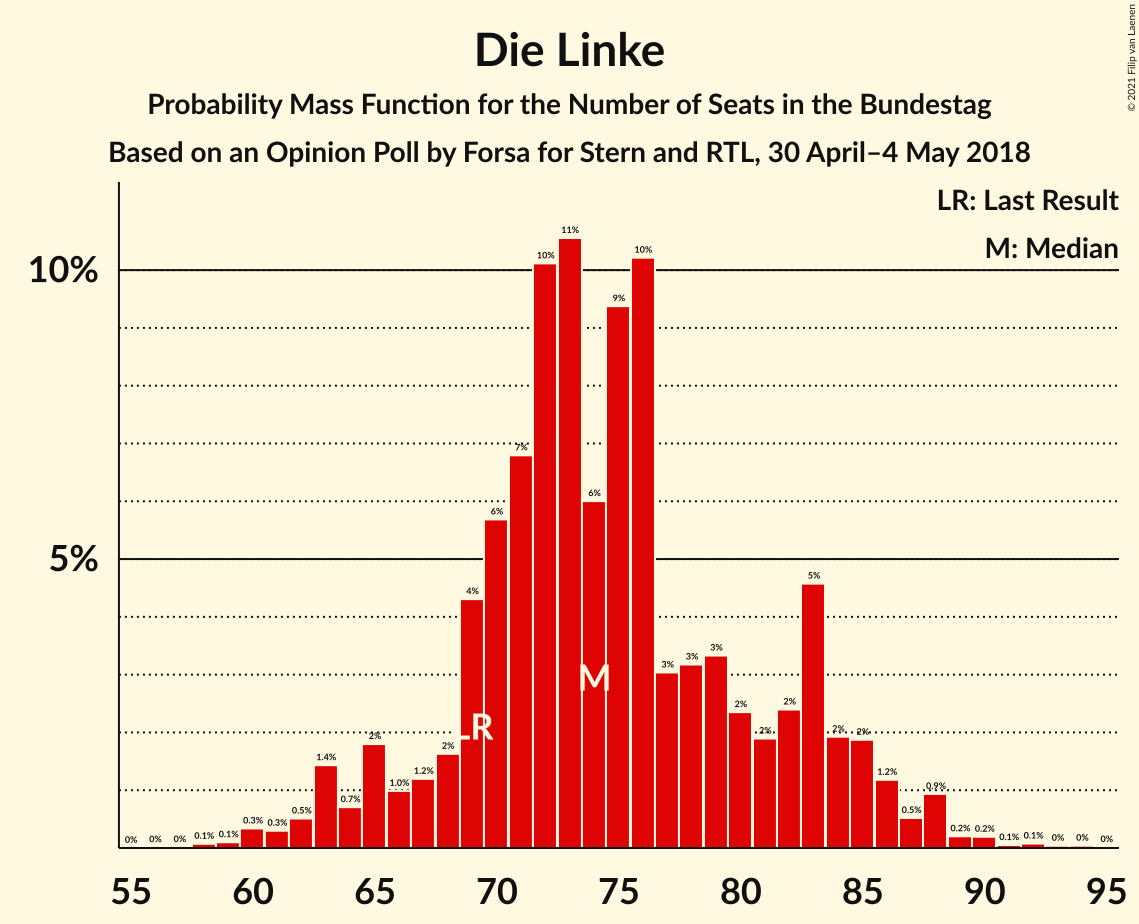 © 2021 Filip van Laenen
Die Linke
Probability Mass Function for the Number of Seats in the Bundestag
Based on an Opinion Poll by Forsa for Stern and RTL, 30 April–4 May 2018
LR: Last Result
M: Median
10%
5%
0% 0% 0% 0.1% 0.1% 0.3% 0.3% 0.5% 1.4% 0.7% 2% 1.0% 1.2% 2% 4% 6% 7% 10% 11% 6% 9% 10% 3% 3% 3% 2% 2% 2% 5% 2% 2% 1.2% 0.5% 0.9% 0.2% 0.2% 0.1% 0.1% 0% 0% 0%
M
LR
55 60 65 70 75 80 85 90 95